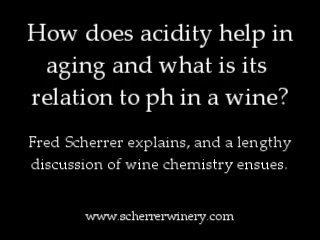 How does acidity help in
aging and what is its
relation to ph in a wine?
Fred Scherrer explains, and a lengthy
discussion of wine chemistry ensues.
www.scherrerwinery.com